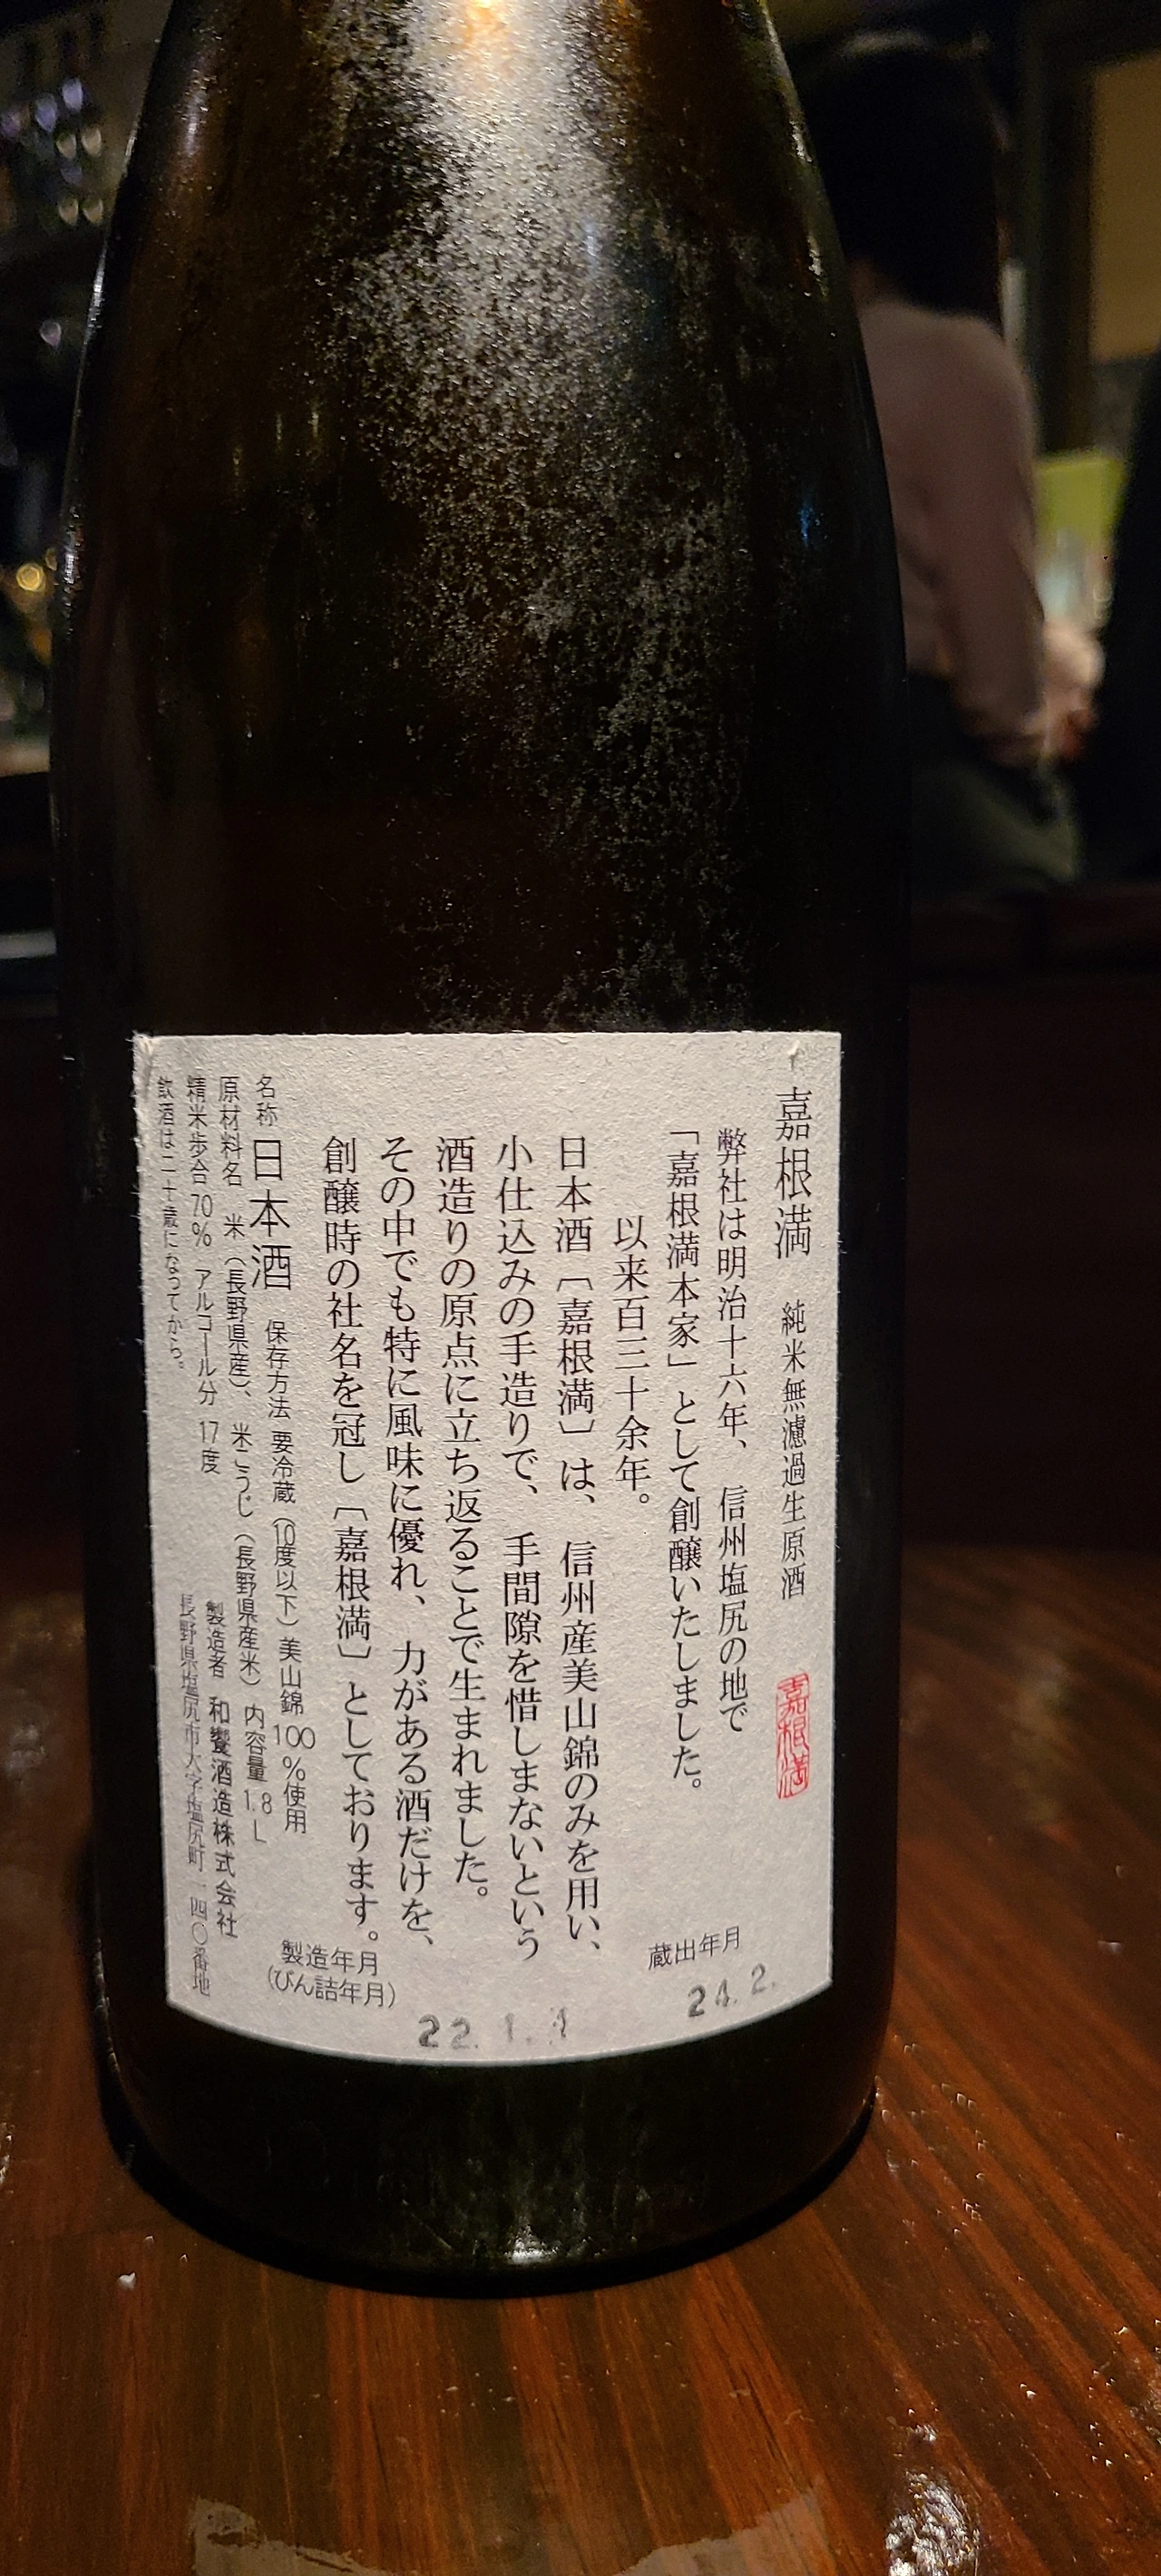 嘉根満 純米無濾過生原酒
嘉根満
弊社は明治十六年、信州塩尻の地で
「嘉根満本家」として創醸いたしました。
以来百三十余年。
日本酒〔嘉根満〕は、信州産美山錦のみを用い、
小仕込みの手造りで、手間隙を惜しまないという
酒造りの原点に立ち返ることで生まれました。
その中でも特に風味に優れ、力がある酒だけを、
創醸時の社名を冠し〔嘉根満〕としております。
蔵出年月
24.2.
製造年月
(びん詰年月)
22.1.
名称 日本酒 保存方法 要冷蔵(10度以下) 美山錦100%使用
原材料名 米(長野県産)、米こうじ(長野県産米) 内容量 1.8L
精米歩合 70% アルコール分 17度 製造者 和饗酒造株式会社
飲酒は二十歳になってから。 長野県塩尻市大字塩尻町一四〇番地